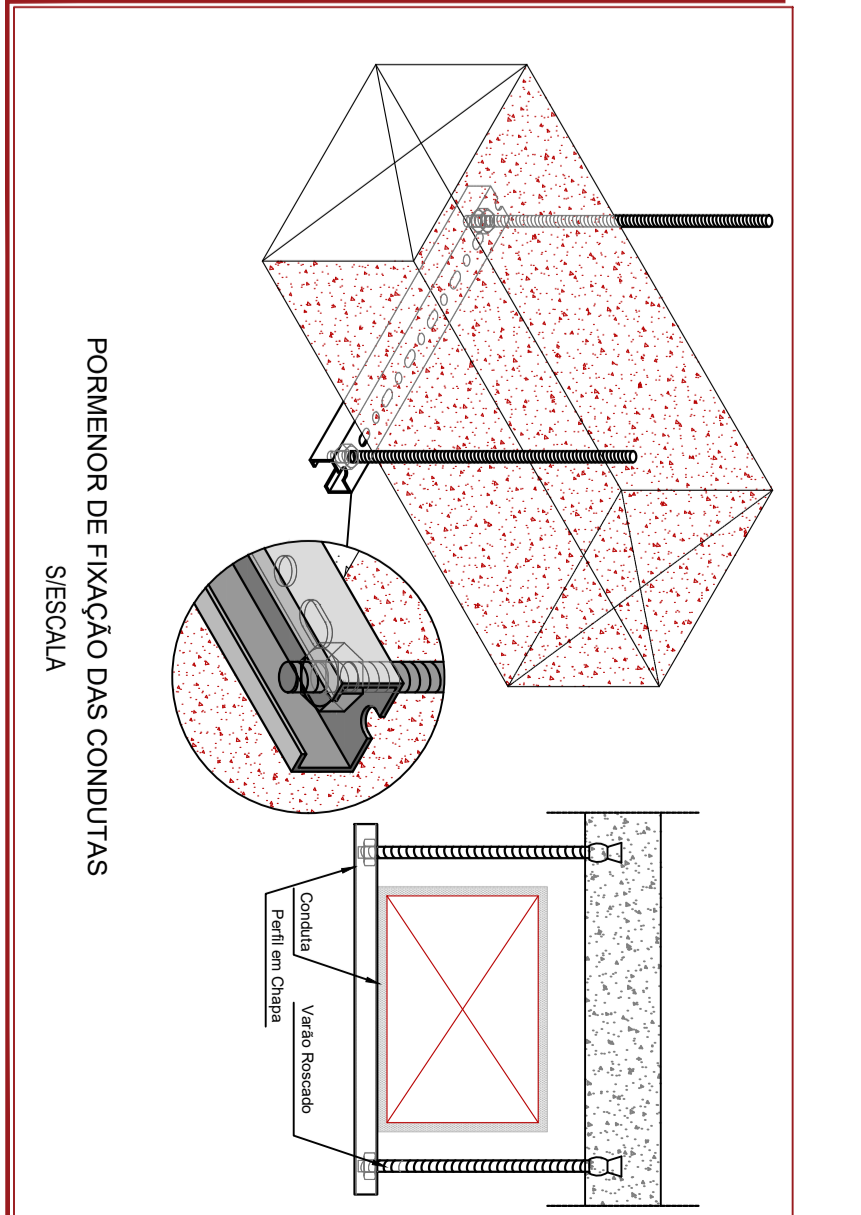 PORMENOR DE FIXAÇÃO DAS CONDUTAS
S/ESCALA
Conduta
Perfil em Chapa
Varão Roscado